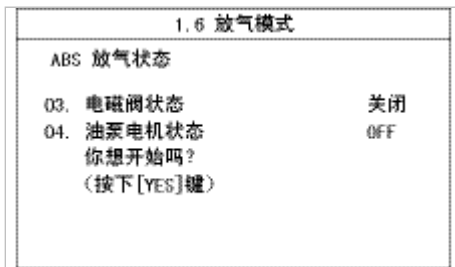 1.6 放气模式
ABS 放气状态
03. 电磁阀状态 关闭
04. 油泵电机状态 OFF
你想开始吗?
(按下[YES]键)